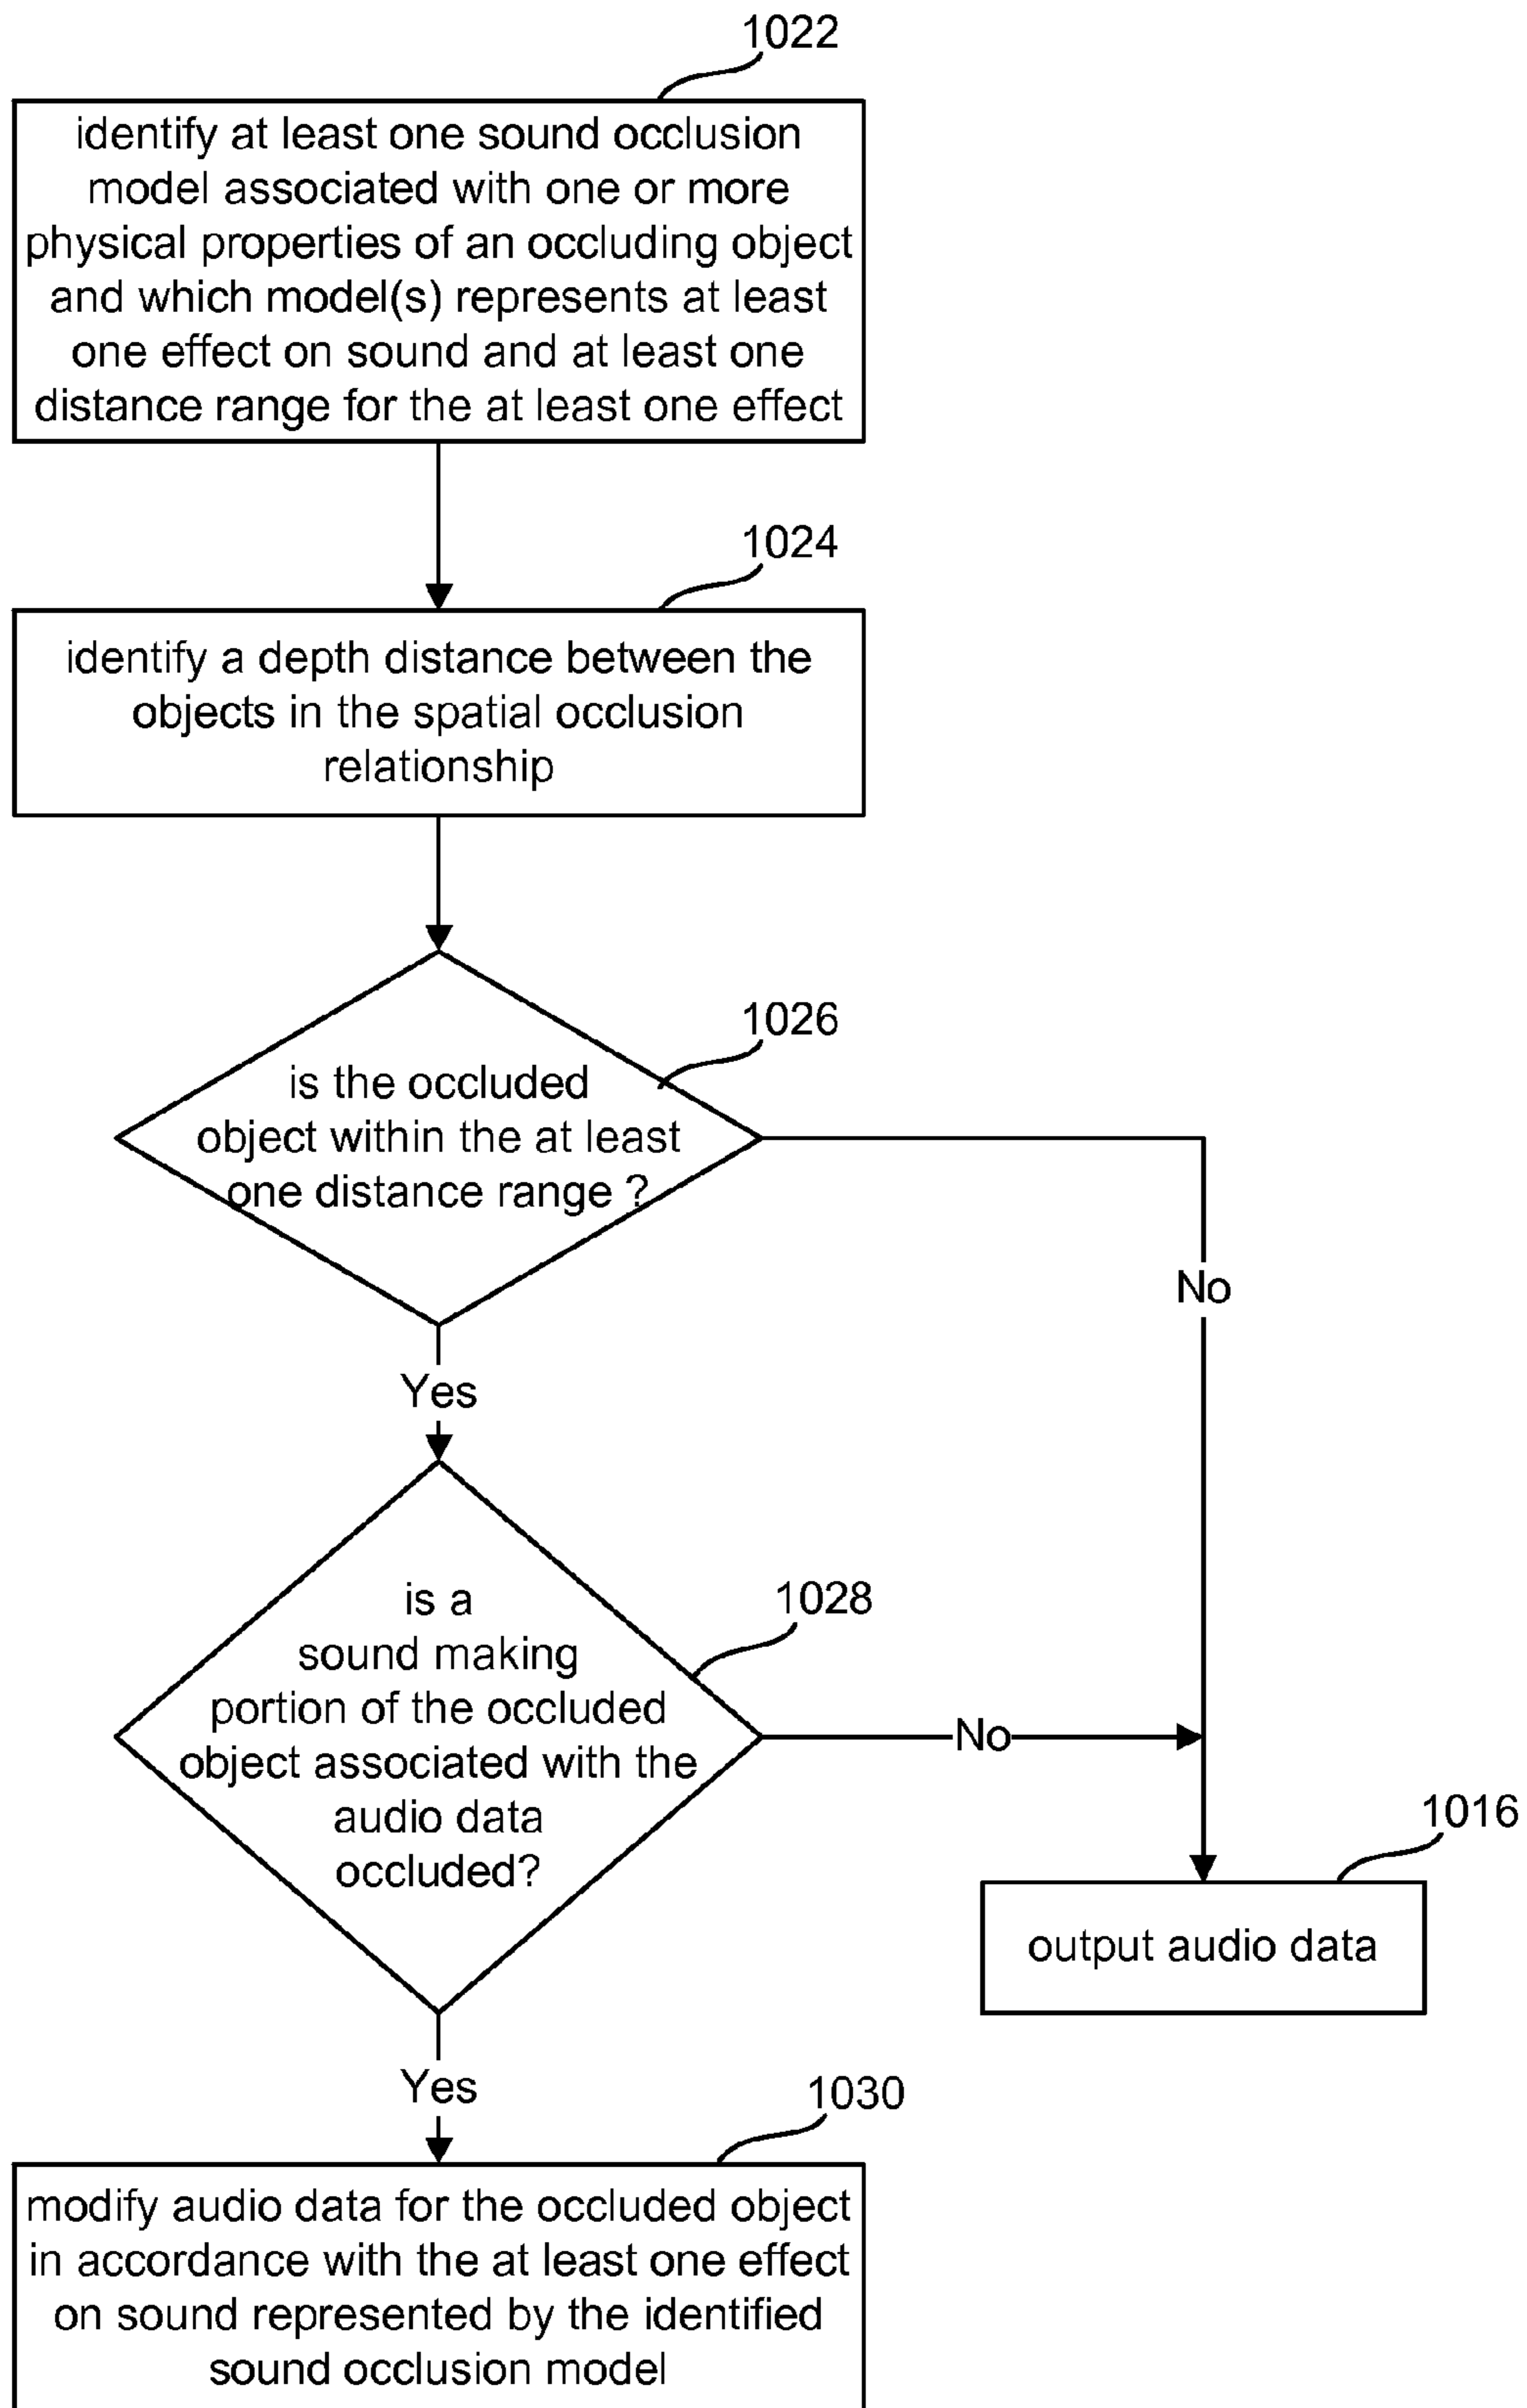 1022
identify at least one sound occlusion
model associated with one or more
physical properties of an occluding object
and which model(s) represents at least
one effect on sound and at least one
distance range for the at least one effect
1024
identify a depth distance between the
objects in the spatial occlusion
relationship
1026
is the occluded
object within the at least
one distance range ?
No
Yes
1028
is a
sound making
portion of the occluded
object associated with the
audio data
occluded?
No
1016
output audio data
Yes
1030
modify audio data for the occluded object
in accordance with the at least one effect
on sound represented by the identified
sound occlusion model